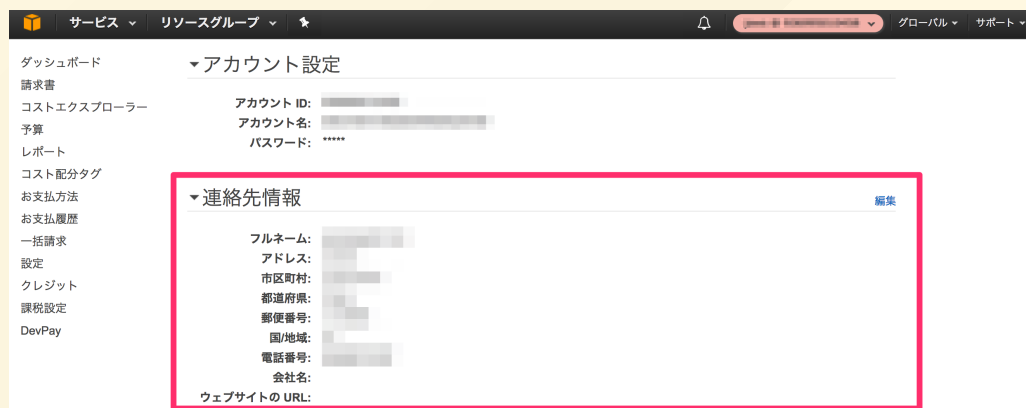 サービス リソースグループ グローバル サポート
ダッシュボード
請求書
コストエクスプローラー
予算
レポート
コスト配分タグ
お支払方法
お支払履歴
一括請求
設定
クレジット
課税設定
DevPay
アカウント設定
アカウント ID:
アカウント名:
パスワード: *****
連絡先情報 編集
フルネーム:
アドレス:
市区町村:
都道府県:
郵便番号:
国/地域:
電話番号:
会社名:
ウェブサイトの URL: